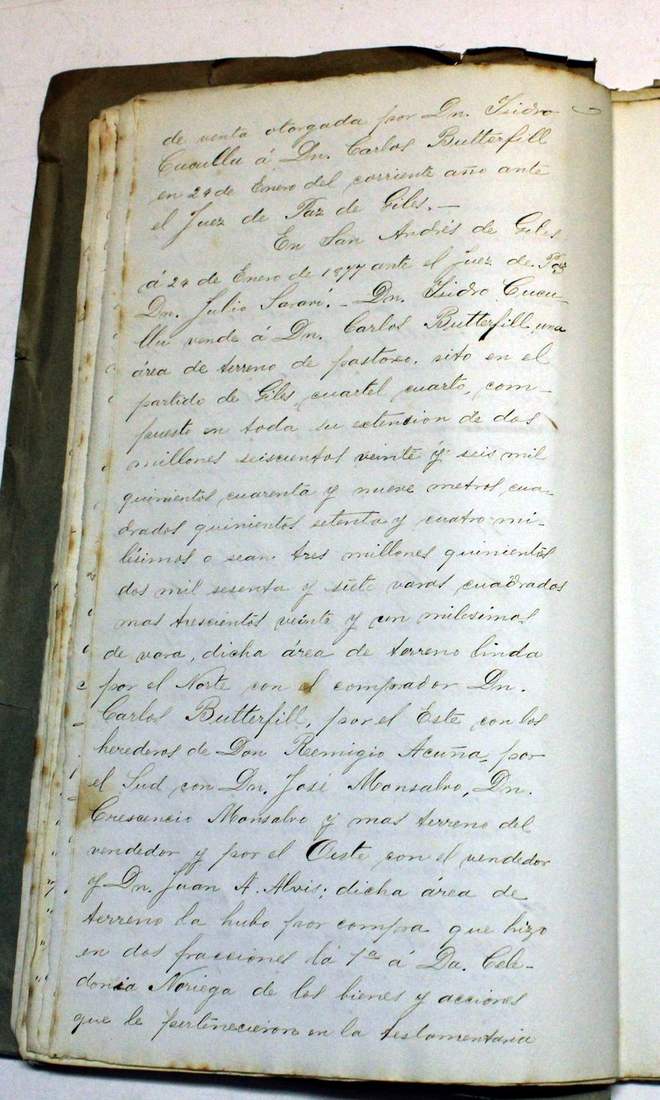 de venta otorgada por Dn. Isidro
Cucullu á Dn. Carlos Butterfill
en 24 de Enero del corriente año ante
el Juez de Paz de Giles.—
En San Andrés de Giles
á 24 de Enero de 1877 ante el juez de Paz
Dn. Julio Saraví.— Dn. Isidro Cucu-
llu vende á Dn. Carlos Butterfill, una
área de terreno de pastoreo, sito en el
partido de Giles, cuartel cuarto, com-
puesto en toda su extencion de dos
millones seiscientos veinte y seis mil
quinientos cuarenta y nueve metros cua-
drados quinientos setenta y cuatro mi-
lésimos o sean tres millones quinientos
dos mil sesenta y siete varas cuadradas
mas trescientos veinte y un milesimos
de vara, dicha área de terreno linda
por el Norte con el comprador Dn.
Carlos Butterfill, por el Este con los
herederos de Don Remigio Acuña, por
el Sud con Dn. José Monsalvo, Dn.
Crescencio Monsalvo y mas terreno del
vendedor y por el Oeste con el vendedor
y Dn. Juan A. Alvis; dicha área de
terreno la hubo por compra que hizo
en dos fracciones la 1ª á Da. Cele-
donia Noriega de los bienes y acciones
que le pertenecieron en la testamentaria